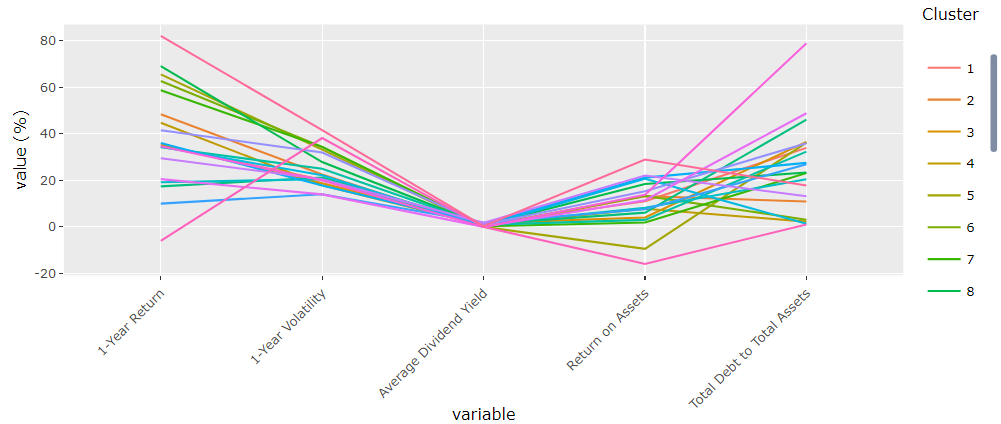 Cluster
1
2
3
4
5
6
7
8
value (%)
80
60
40
20
0
-20
1-Year Return
1-Year Volatility
Average Dividend Yield
Return on Assets
Total Debt to Total Assets
variable